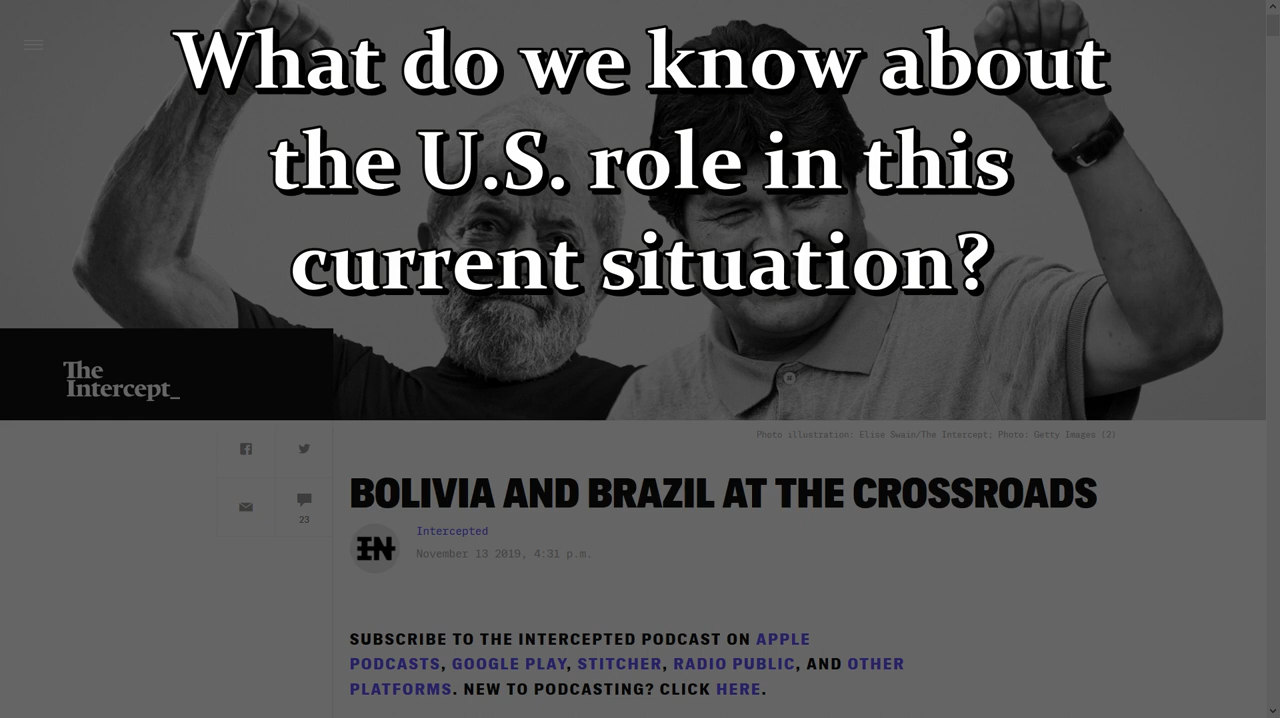 What do we know about
the U.S. role in this
current situation?
The
Intercept_
Photo illustration: Elise Swain/The Intercept; Photo: Getty Images (2)
23
BOLIVIA AND BRAZIL AT THE CROSSROADS
IN
Intercepted
November 13 2019, 4:31 p.m.
SUBSCRIBE TO THE INTERCEPTED PODCAST ON APPLE
PODCASTS, GOOGLE PLAY, STITCHER, RADIO PUBLIC, AND OTHER
PLATFORMS. NEW TO PODCASTING? CLICK HERE.